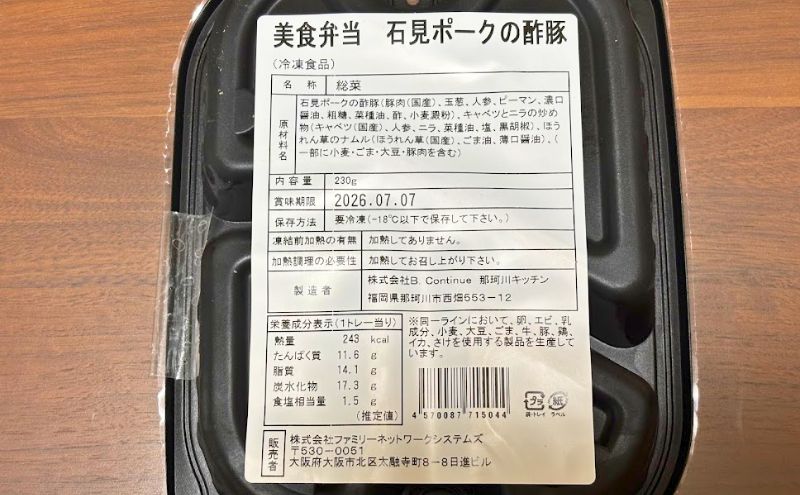 美食弁当 石見ポークの酢豚
（冷凍食品）
名称 総菜
原材料名 石見ポークの酢豚（豚肉（国産）、玉葱、人参、ピーマン、濃口
醤油、粗糖、菜種油、酢、小麦澱粉）、キャベツとニラの炒め
物（キャベツ（国産）、人参、ニラ、菜種油、塩、黒胡椒）、ほう
れん草のナムル（ほうれん草（国産）、ごま油、薄口醤油）、（
一部に小麦・ごま・大豆・豚肉を含む）
内容量 230g
賞味期限 2026.07.07
保存方法 要冷凍（-18℃以下で保存して下さい。）
凍結前加熱の有無 加熱してありません。
加熱調理の必要性 加熱してお召し上がり下さい。
製造者 株式会社B. Continue 那珂川キッチン
福岡県那珂川市西畑553-12
栄養成分表示（1トレー当り）
熱量 243 kcal
たんぱく質 11.6 g
脂質 14.1 g
炭水化物 17.3 g
食塩相当量 1.5 g
（推定値）
※同一ラインにおいて、卵、エビ、乳
成分、小麦、大豆、ごま、牛、豚、鶏、
イカ、さけを使用する製品を生産して
います。
4 570087 715044
プラ
袋・トレイ
紙
ラベル
販売者 株式会社ファミリーネットワークシステムズ
〒530-0051
大阪府大阪市北区太融寺町8-8日進ビル